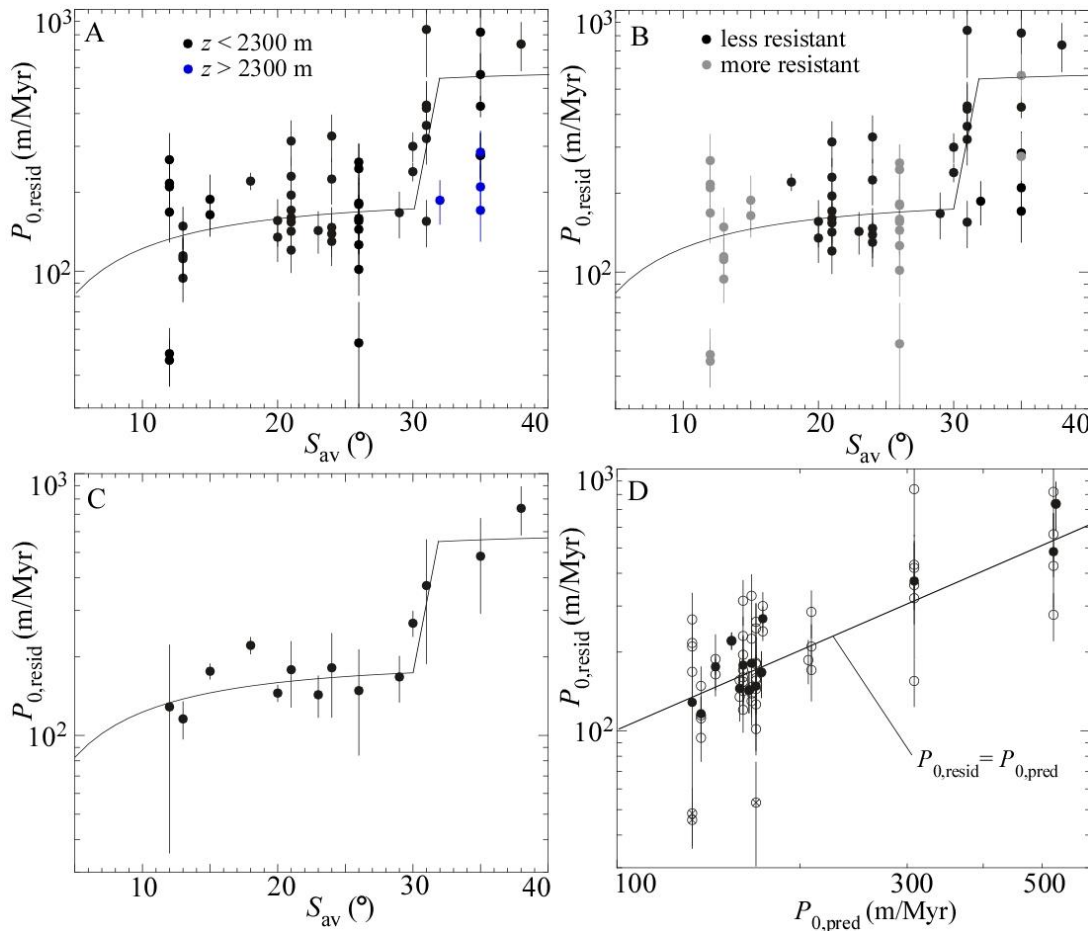 A
z < 2300 m
z > 2300 m
10³
10²
P₀,resid (m/Myr)
10 20 30 40
Sav (°)
B
less resistant
more resistant
10³
10²
P₀,resid (m/Myr)
10 20 30 40
Sav (°)
C
10³
10²
P₀,resid (m/Myr)
10 20 30 40
Sav (°)
D
10³
10²
P₀,resid (m/Myr)
P₀,resid = P₀,pred
100 300 500
P₀,pred (m/Myr)